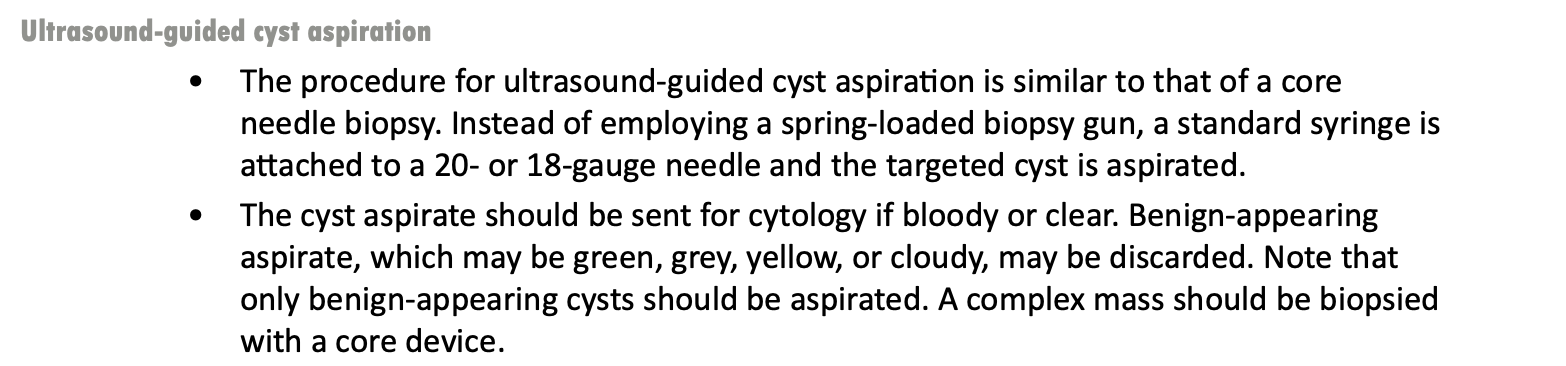 Ultrasound-guided cyst aspiration
• The procedure for ultrasound-guided cyst aspiration is similar to that of a core
needle biopsy. Instead of employing a spring-loaded biopsy gun, a standard syringe is
attached to a 20- or 18-gauge needle and the targeted cyst is aspirated.
• The cyst aspirate should be sent for cytology if bloody or clear. Benign-appearing
aspirate, which may be green, grey, yellow, or cloudy, may be discarded. Note that
only benign-appearing cysts should be aspirated. A complex mass should be biopsied
with a core device.